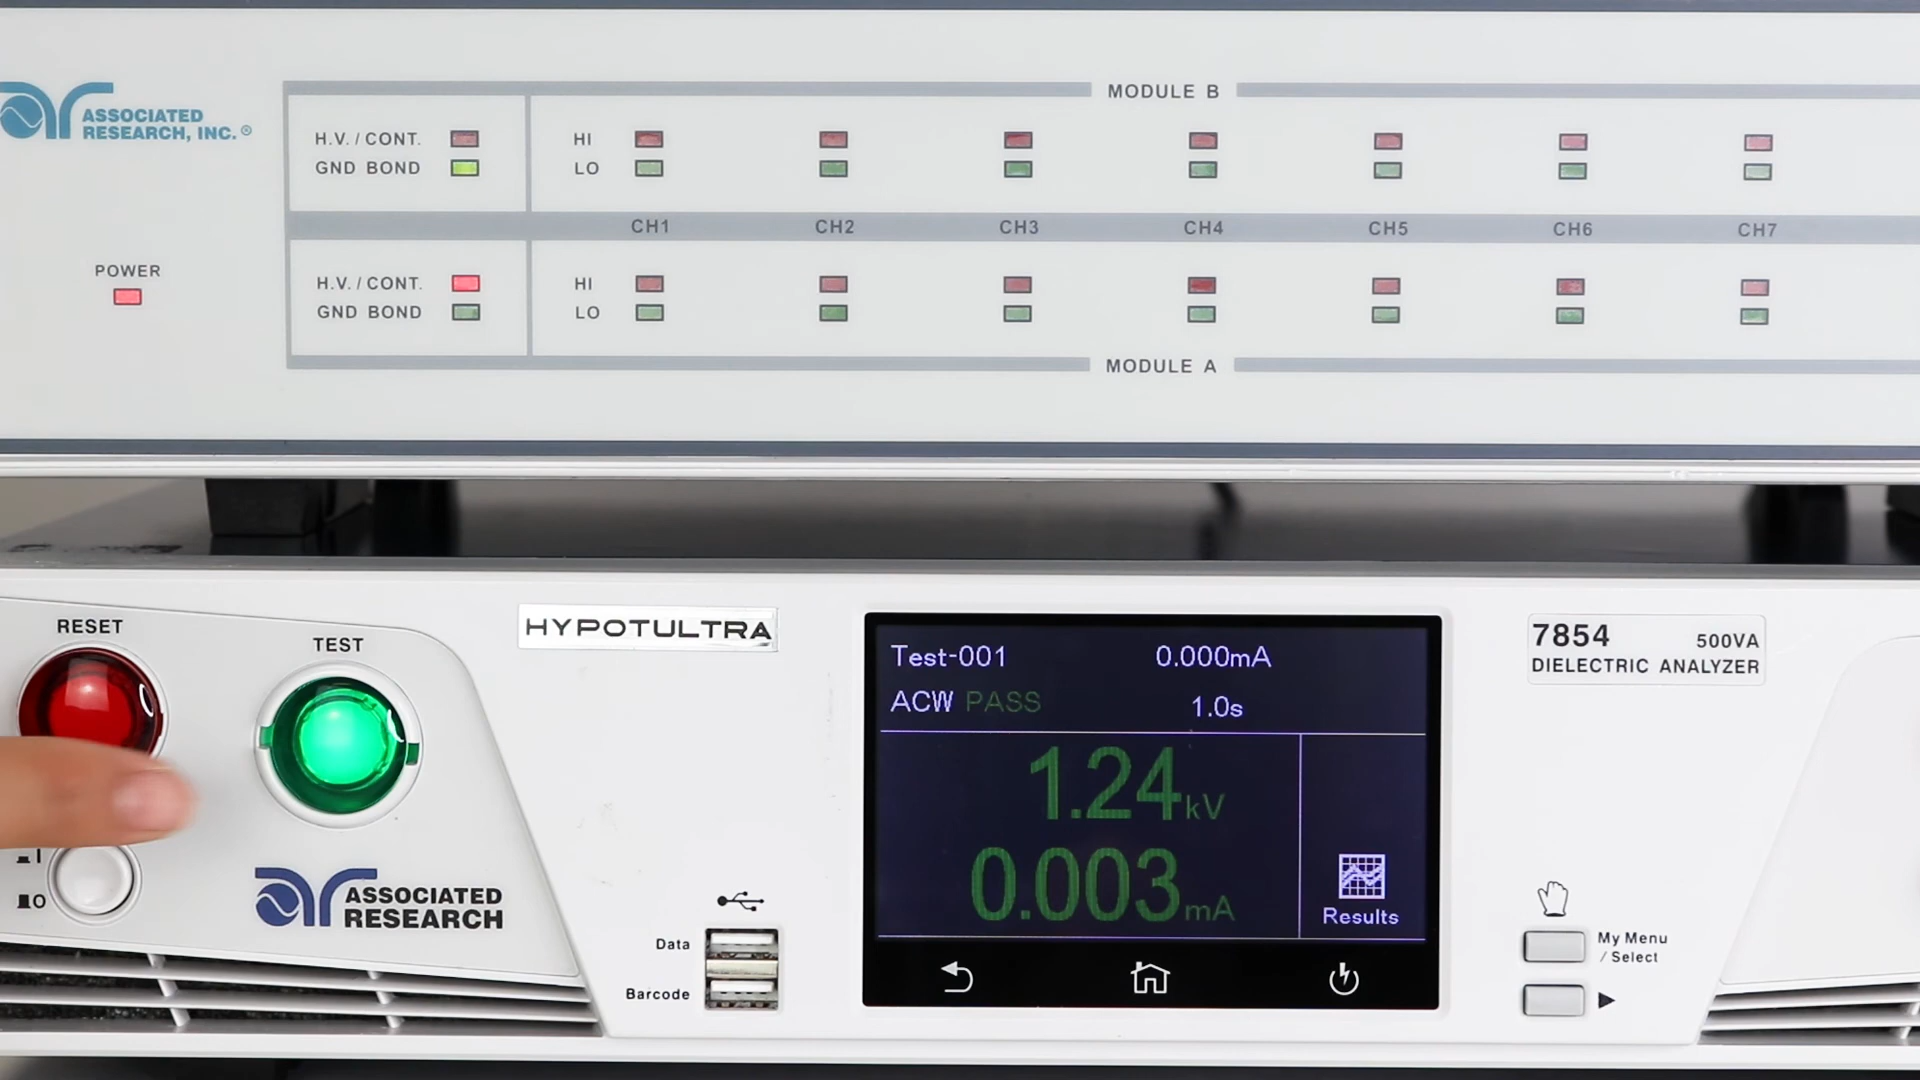 MODULE B
ASSOCIATED
RESEARCH, INC.®
H.V. / CONT.
GND BOND
HI
LO
CH1 CH2 CH3 CH4 CH5 CH6 CH7
POWER
H.V. / CONT.
GND BOND
HI
LO
MODULE A
RESET
TEST
HYPOTULTRA
Test-001 0.000mA
ACW PASS 1.0s
1.24kV
0.003mA
Results
7854 500VA
DIELECTRIC ANALYZER
I
O
ar ASSOCIATED
RESEARCH
Data
Barcode
My Menu
/ Select